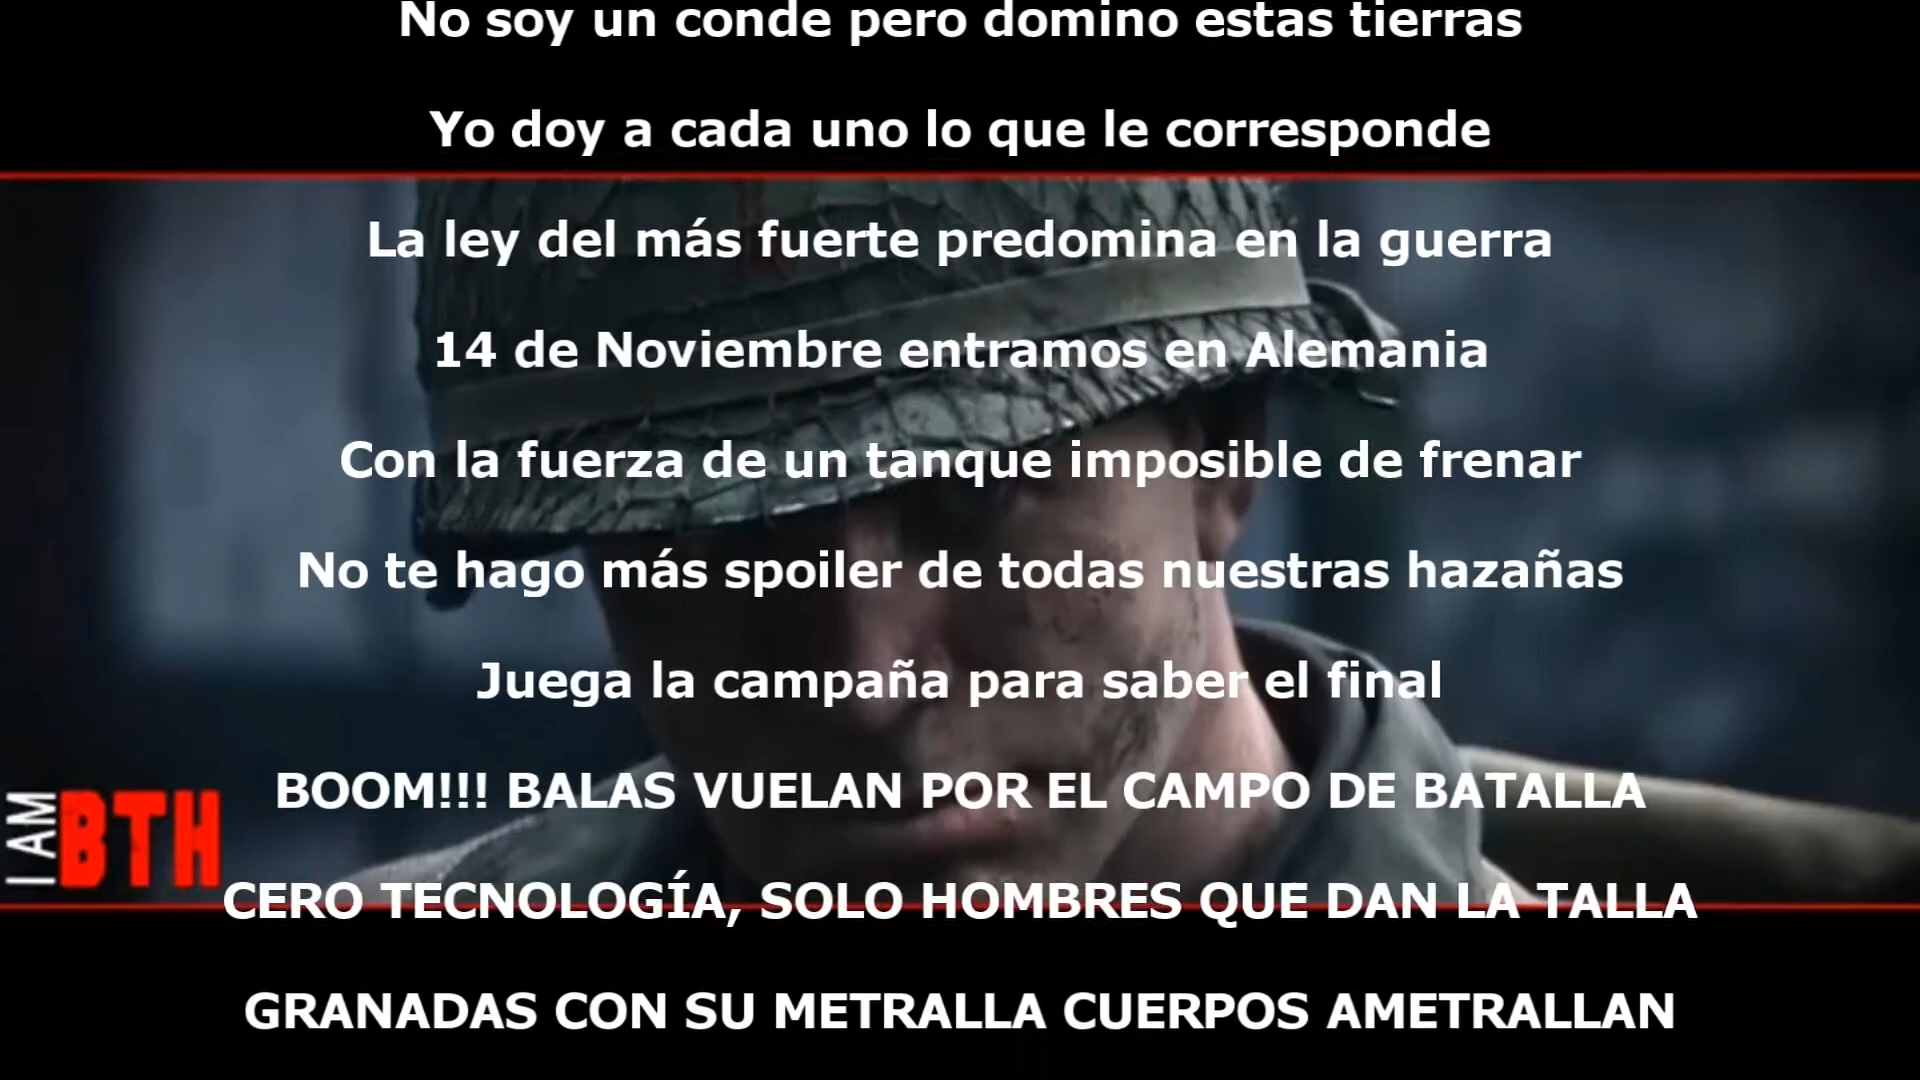 No soy un conde pero domino estas tierras
Yo doy a cada uno lo que le corresponde
La ley del más fuerte predomina en la guerra
14 de Noviembre entramos en Alemania
Con la fuerza de un tanque imposible de frenar
No te hago más spoiler de todas nuestras hazañas
Juega la campaña para saber el final
BOOM!!! BALAS VUELAN POR EL CAMPO DE BATALLA
I AM BTH
CERO TECNOLOGÍA, SOLO HOMBRES QUE DAN LA TALLA
GRANADAS CON SU METRALLA CUERPOS AMETRALLAN